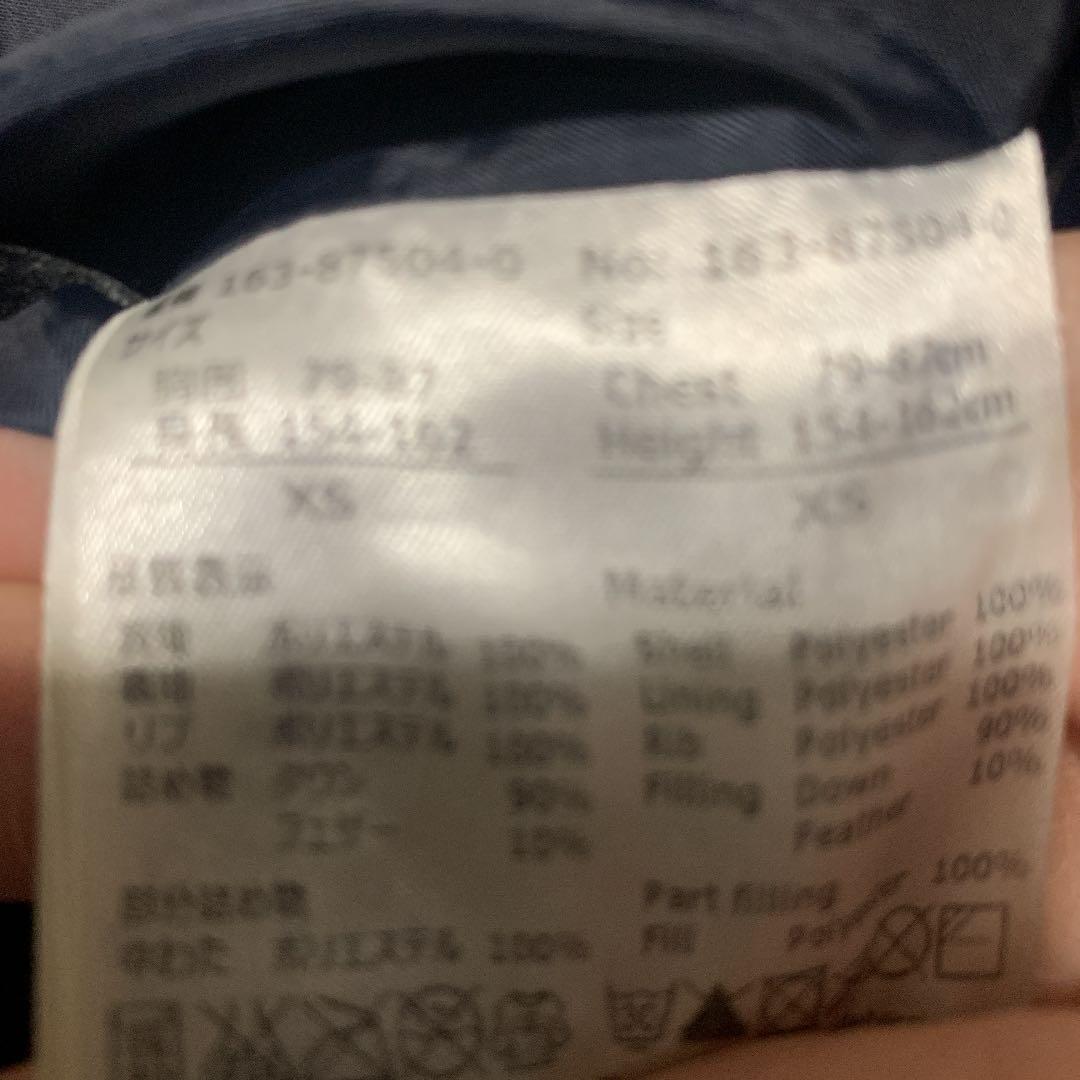 163-87504-0
サイズ
胸囲 79-87
身長 154-162
XS
品質表示
表地 ポリエステル 100%
裏地 ポリエステル 100%
リブ ポリエステル 100%
詰め物 ダウン 90%
フェザー 10%
部分詰め物
中わた ポリエステル 100%
No: 163-87504-0
Size
Chest 79-87cm
Height 154-162cm
XS
Material
Shell Polyester 100%
Lining Polyester 100%
Rib Polyester 100%
Filling Down 90%
Feather 10%
Part filling
Fill Polyester 100%